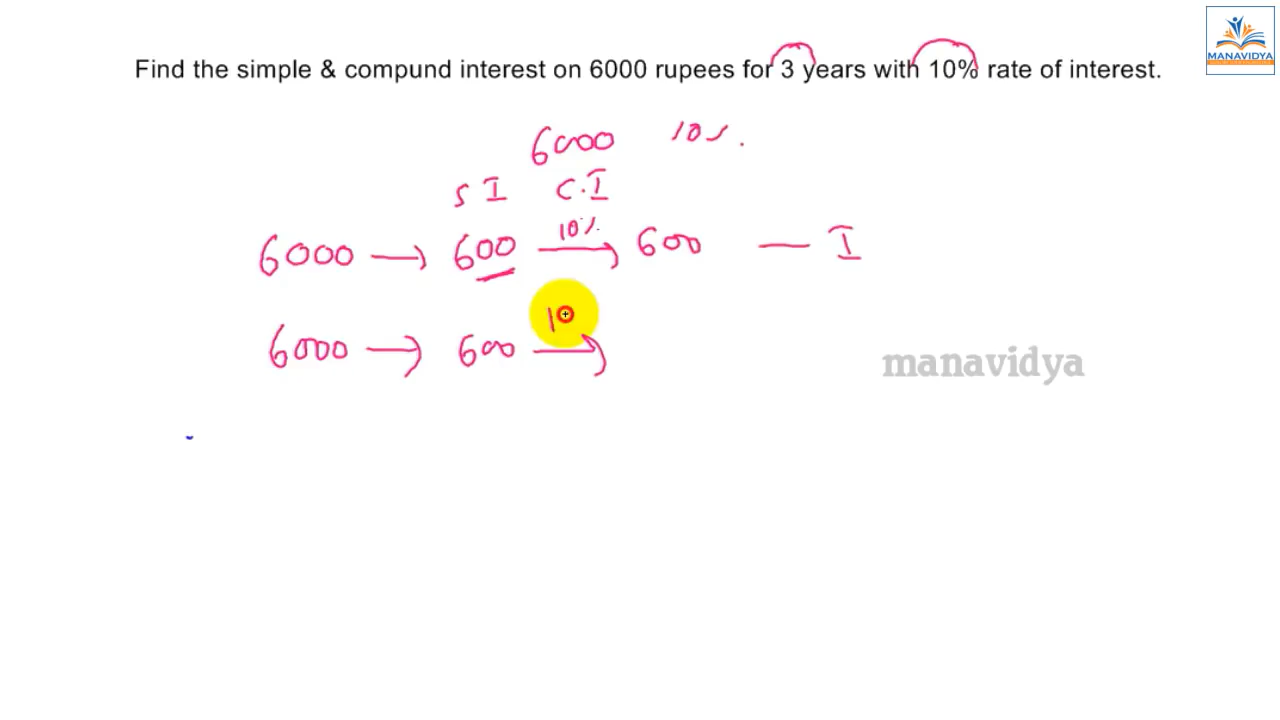 MANAVIDYA
Find the simple & compund interest on 6000 rupees for 3 years with 10% rate of interest.
6000 10%.
S I C.I
6000 → 600 10% → 600 — I
6000 → 600 10 →
manavidya